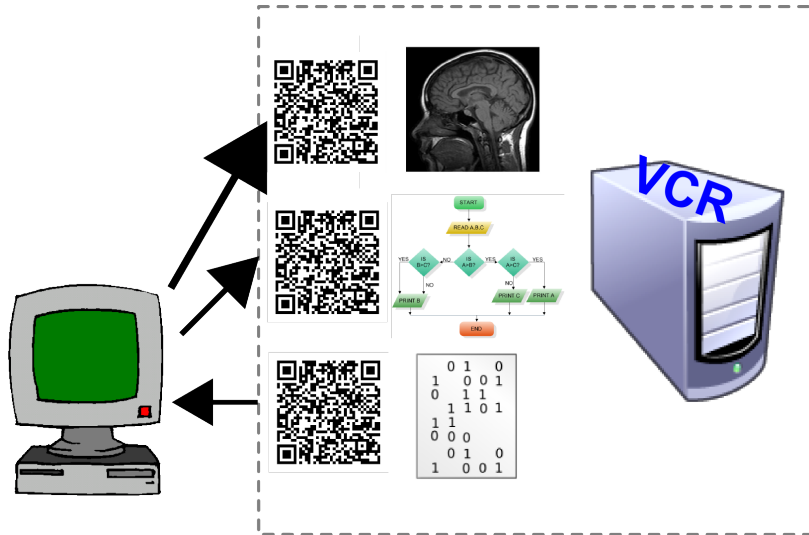 VCR
START
READ A,B,C
YES
IS
B>C?
NO
IS
A>B?
YES
IS
A>C?
YES
NO
NO
PRINT B
PRINT C
PRINT A
END
0 1 0
1 0 0 1
0 1 1
1 1 0 1
1 1
0 0 0
0 1 0
1 0 0 1